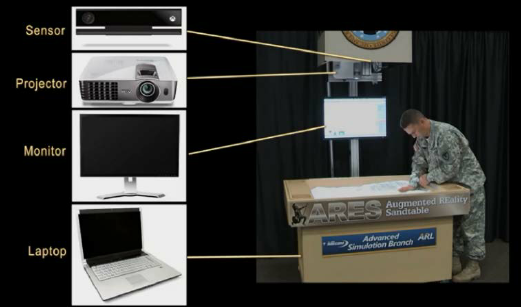 Sensor
Projector
Monitor
Laptop
ARES Augmented REality
Sandtable
Advanced
Simulation Branch
ARL